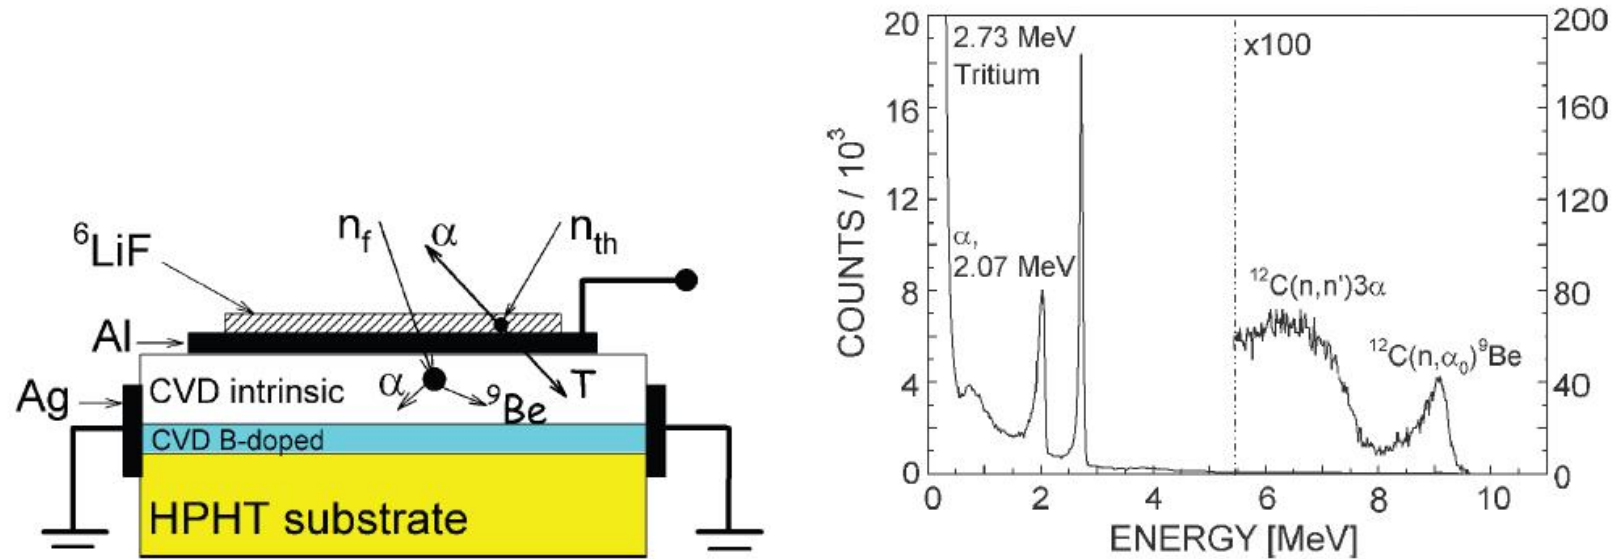 ⁶LiF
n_f
α
n_th
Al
Ag
CVD intrinsic
α
⁹Be
T
CVD B-doped
HPHT substrate
COUNTS / 10³
20
16
12
8
4
0
2.73 MeV
Tritium
α,
2.07 MeV
x100
¹²C(n,n')3α
¹²C(n,α₀)⁹Be
200
160
120
80
40
0
0 2 4 6 8 10
ENERGY [MeV]